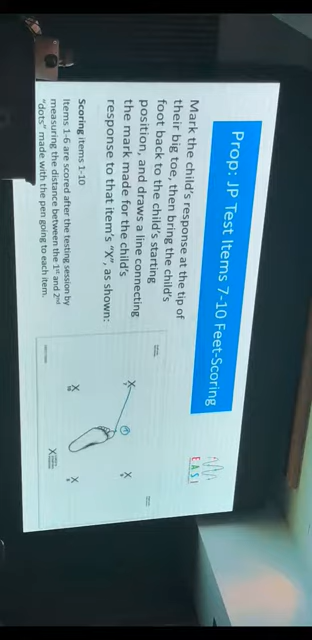 Prop: JP Test Items 7-10 Feet-Scoring
Mark the child's response at the tip of
their big toe, then bring the child's
foot back to the child's starting
position, and draws a line connecting
the mark made for the child's
response to that item's "X", as shown:
Scoring items 1-10
Items 1-6 are scored after the testing session by
measuring the distance between the 1st and 2nd
"dots" made with the pen going to each item.
EASI
X
X
X
X
X